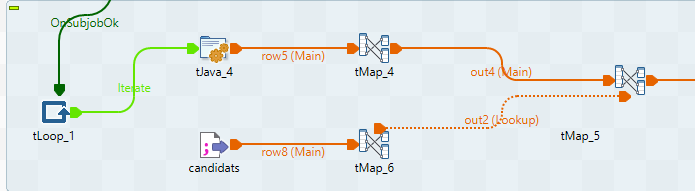 OnSubjobOk
row5 (Main)
tJava_4
tMap_4
out4 (Main)
Iterate
tLoop_1
out2 (Lookup)
tMap_5
row8 (Main)
candidats
tMap_6